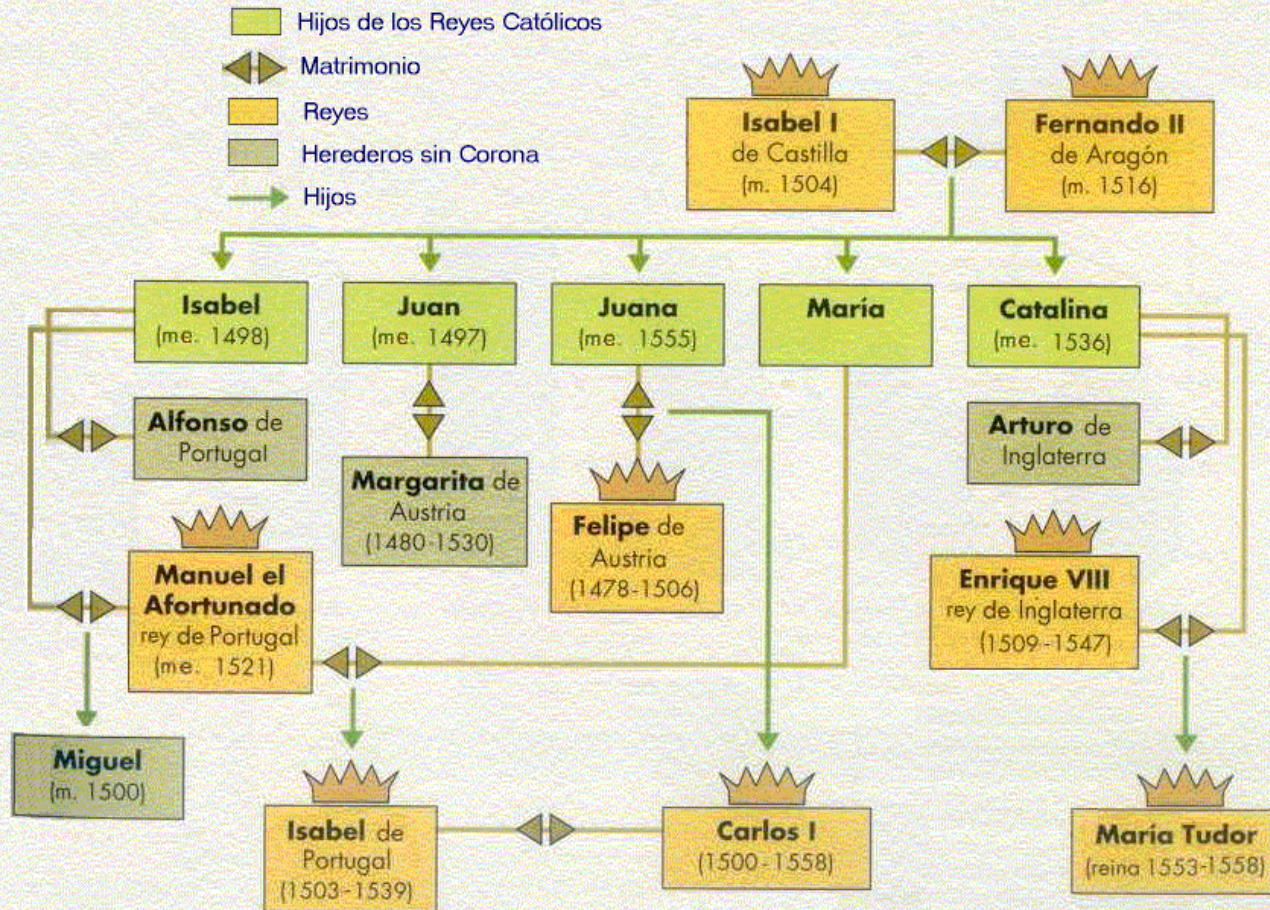 Hijos de los Reyes Católicos
Matrimonio
Reyes
Herederos sin Corona
Hijos
Isabel I
de Castilla
(m. 1504)
Fernando II
de Aragón
(m. 1516)
Isabel
(me. 1498)
Juan
(me. 1497)
Juana
(me. 1555)
María
Catalina
(me. 1536)
Alfonso de
Portugal
Margarita de
Austria
(1480-1530)
Felipe de
Austria
(1478-1506)
Arturo de
Inglaterra
Manuel el
Afortunado
rey de Portugal
(me. 1521)
Enrique VIII
rey de Inglaterra
(1509-1547)
Miguel
(m. 1500)
Isabel de
Portugal
(1503-1539)
Carlos I
(1500-1558)
María Tudor
(reina 1553-1558)